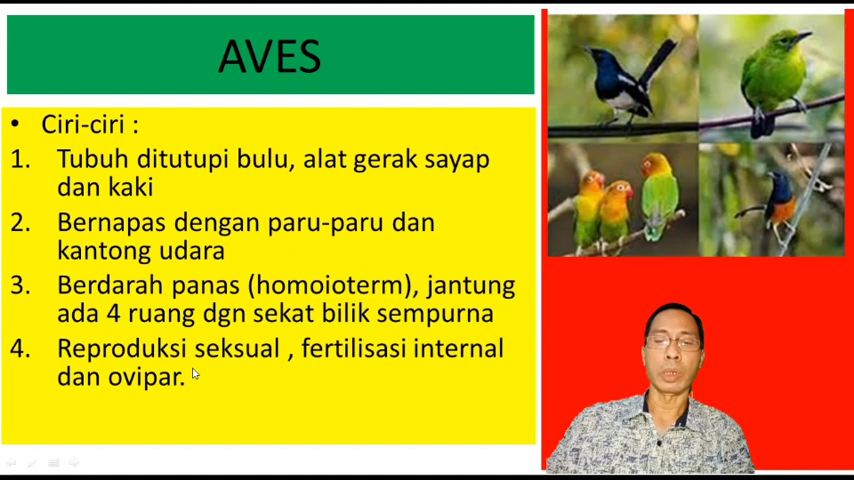 AVES
• Ciri-ciri :
1. Tubuh ditutupi bulu, alat gerak sayap
dan kaki
2. Bernapas dengan paru-paru dan
kantong udara
3. Berdarah panas (homoioterm), jantung
ada 4 ruang dgn sekat bilik sempurna
4. Reproduksi seksual , fertilisasi internal
dan ovipar.